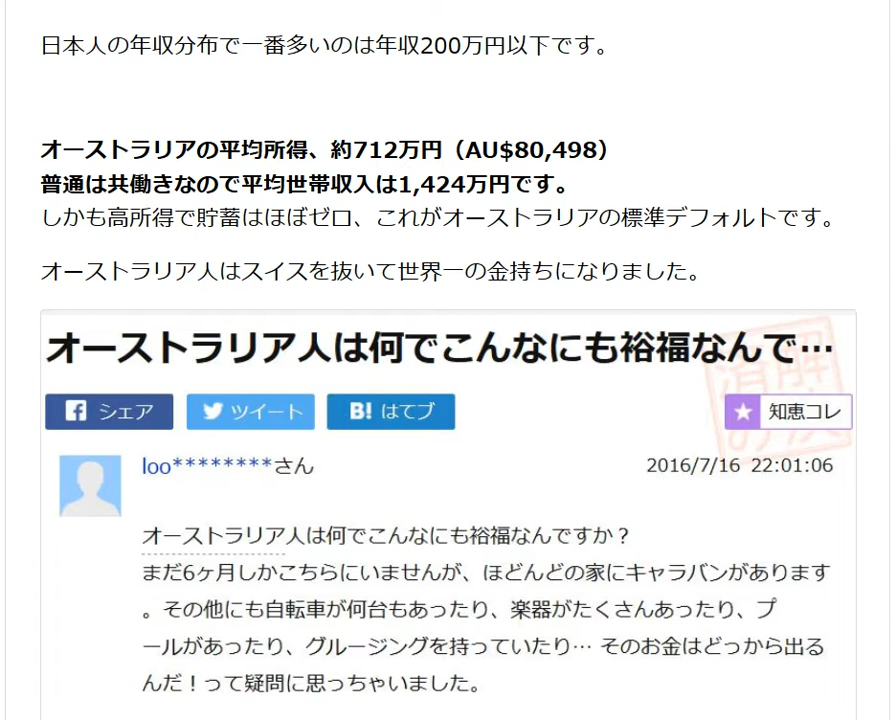 日本人の年収分布で一番多いのは年収200万円以下です。
オーストラリアの平均所得、約712万円（AU$80,498）
普通は共働きなので平均世帯収入は1,424万円です。
しかも高所得で貯蓄はほぼゼロ、これがオーストラリアの標準デフォルトです。
オーストラリア人はスイスを抜いて世界一の金持ちになりました。
オーストラリア人は何でこんなにも裕福なんで…
シェア ツイート B! はてブ 知恵コレ
loo********さん 2016/7/16 22:01:06
オーストラリア人は何でこんなにも裕福なんですか？
まだ6ヶ月しかこちらにいませんが、ほどんどの家にキャラバンがあります
。その他にも自転車が何台もあったり、楽器がたくさんあったり、プ
ールがあったり、グルージングを持っていたり… そのお金はどっから出る
んだ！って疑問に思っちゃいました。